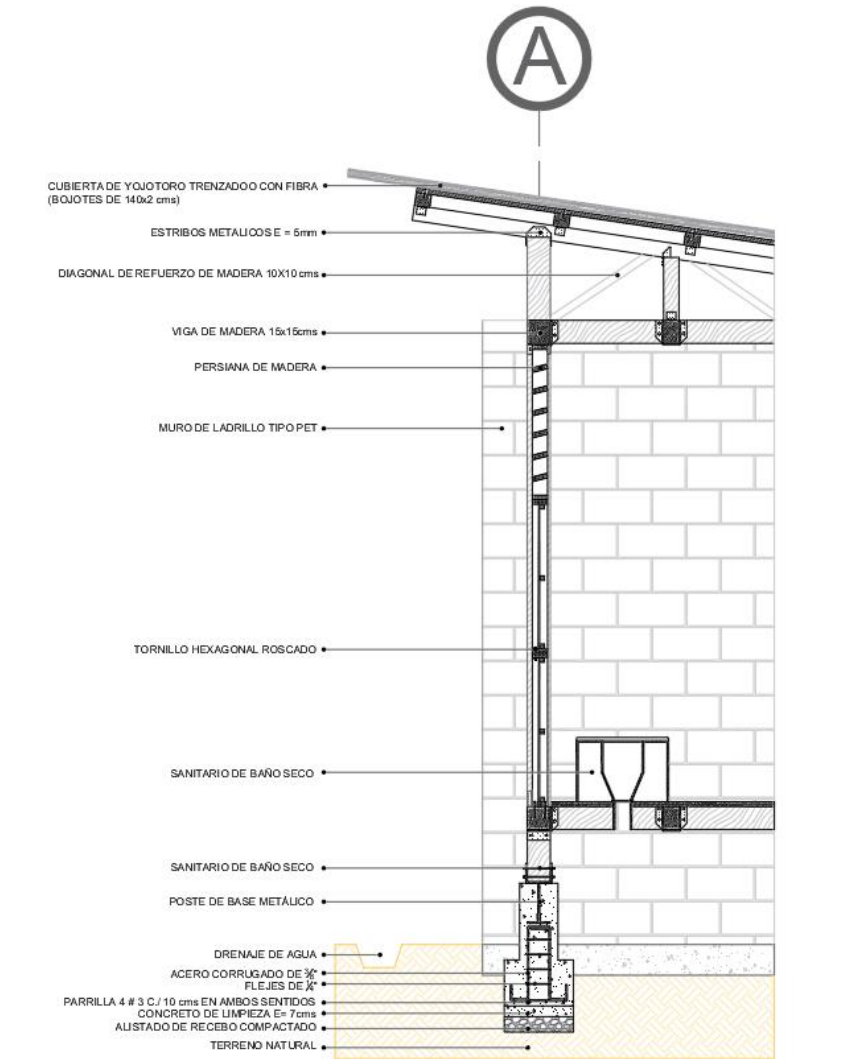 A
CUBIERTA DE YOJOTORO TRENZADOO CON FIBRA
(BOJOTES DE 140x2 cms)
ESTRIBOS METALICOS E = 5mm
DIAGONAL DE REFUERZO DE MADERA 10X10 cms
VIGA DE MADERA 15x15cms
PERSIANA DE MADERA
MURO DE LADRILLO TIPO PET
TORNILLO HEXAGONAL ROSCADO
SANITARIO DE BAÑO SECO
SANITARIO DE BAÑO SECO
POSTE DE BASE METÁLICO
DRENAJE DE AGUA
ACERO CORRUGADO DE
FLEJES DE
PARRILLA 4 # 3 C./ 10 cms EN AMBOS SENTIDOS
CONCRETO DE LIMPIEZA E= 7cms
ALISTADO DE RECEBO COMPACTADO
TERRENO NATURAL